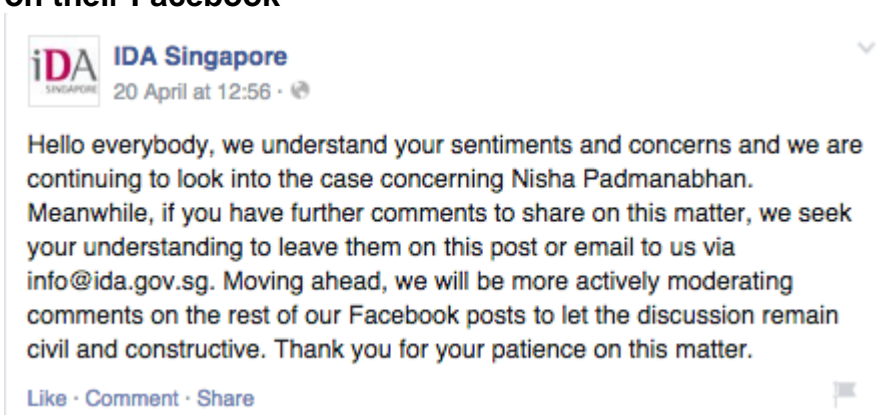 on their Facebook
iDA
SINGAPORE
IDA Singapore
20 April at 12:56 ·
Hello everybody, we understand your sentiments and concerns and we are
continuing to look into the case concerning Nisha Padmanabhan.
Meanwhile, if you have further comments to share on this matter, we seek
your understanding to leave them on this post or email to us via
info@ida.gov.sg. Moving ahead, we will be more actively moderating
comments on the rest of our Facebook posts to let the discussion remain
civil and constructive. Thank you for your patience on this matter.
Like · Comment · Share